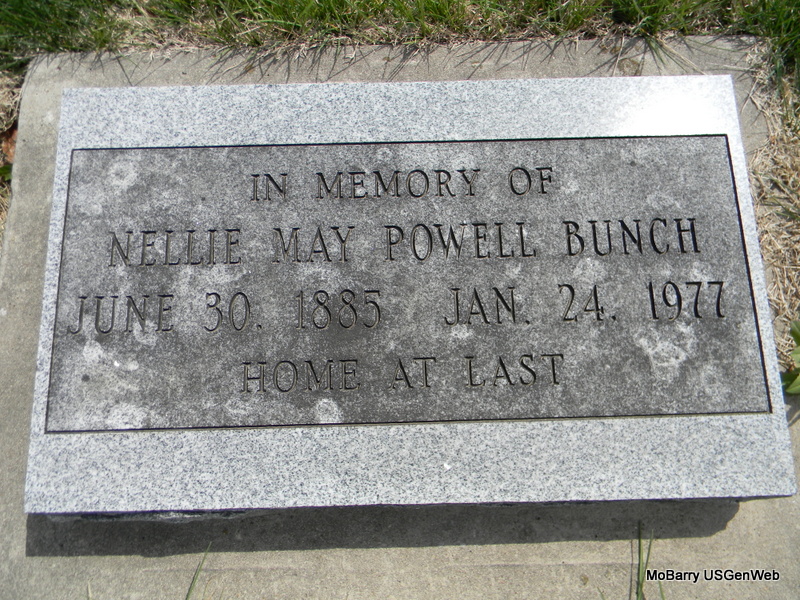 IN MEMORY OF
NELLIE MAY POWELL BUNCH
JUNE 30. 1885 JAN. 24. 1977
HOME AT LAST
MoBarry USGenWeb